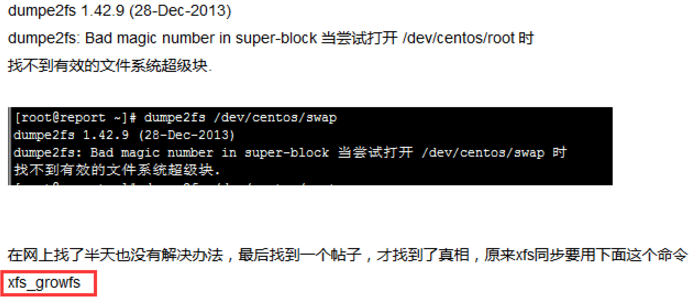 dumpe2fs 1.42.9 (28-Dec-2013)
dumpe2fs: Bad magic number in super-block 当尝试打开 /dev/centos/root 时
找不到有效的文件系统超级块.
[root@report ~]# dumpe2fs /dev/centos/swap
dumpe2fs 1.42.9 (28-Dec-2013)
dumpe2fs: Bad magic number in super-block 当尝试打开 /dev/centos/swap 时
找不到有效的文件系统超级块.
在网上找了半天也没有解决办法，最后找到一个帖子，才找到了真相，原来xfs同步要用下面这个命令
xfs_growfs